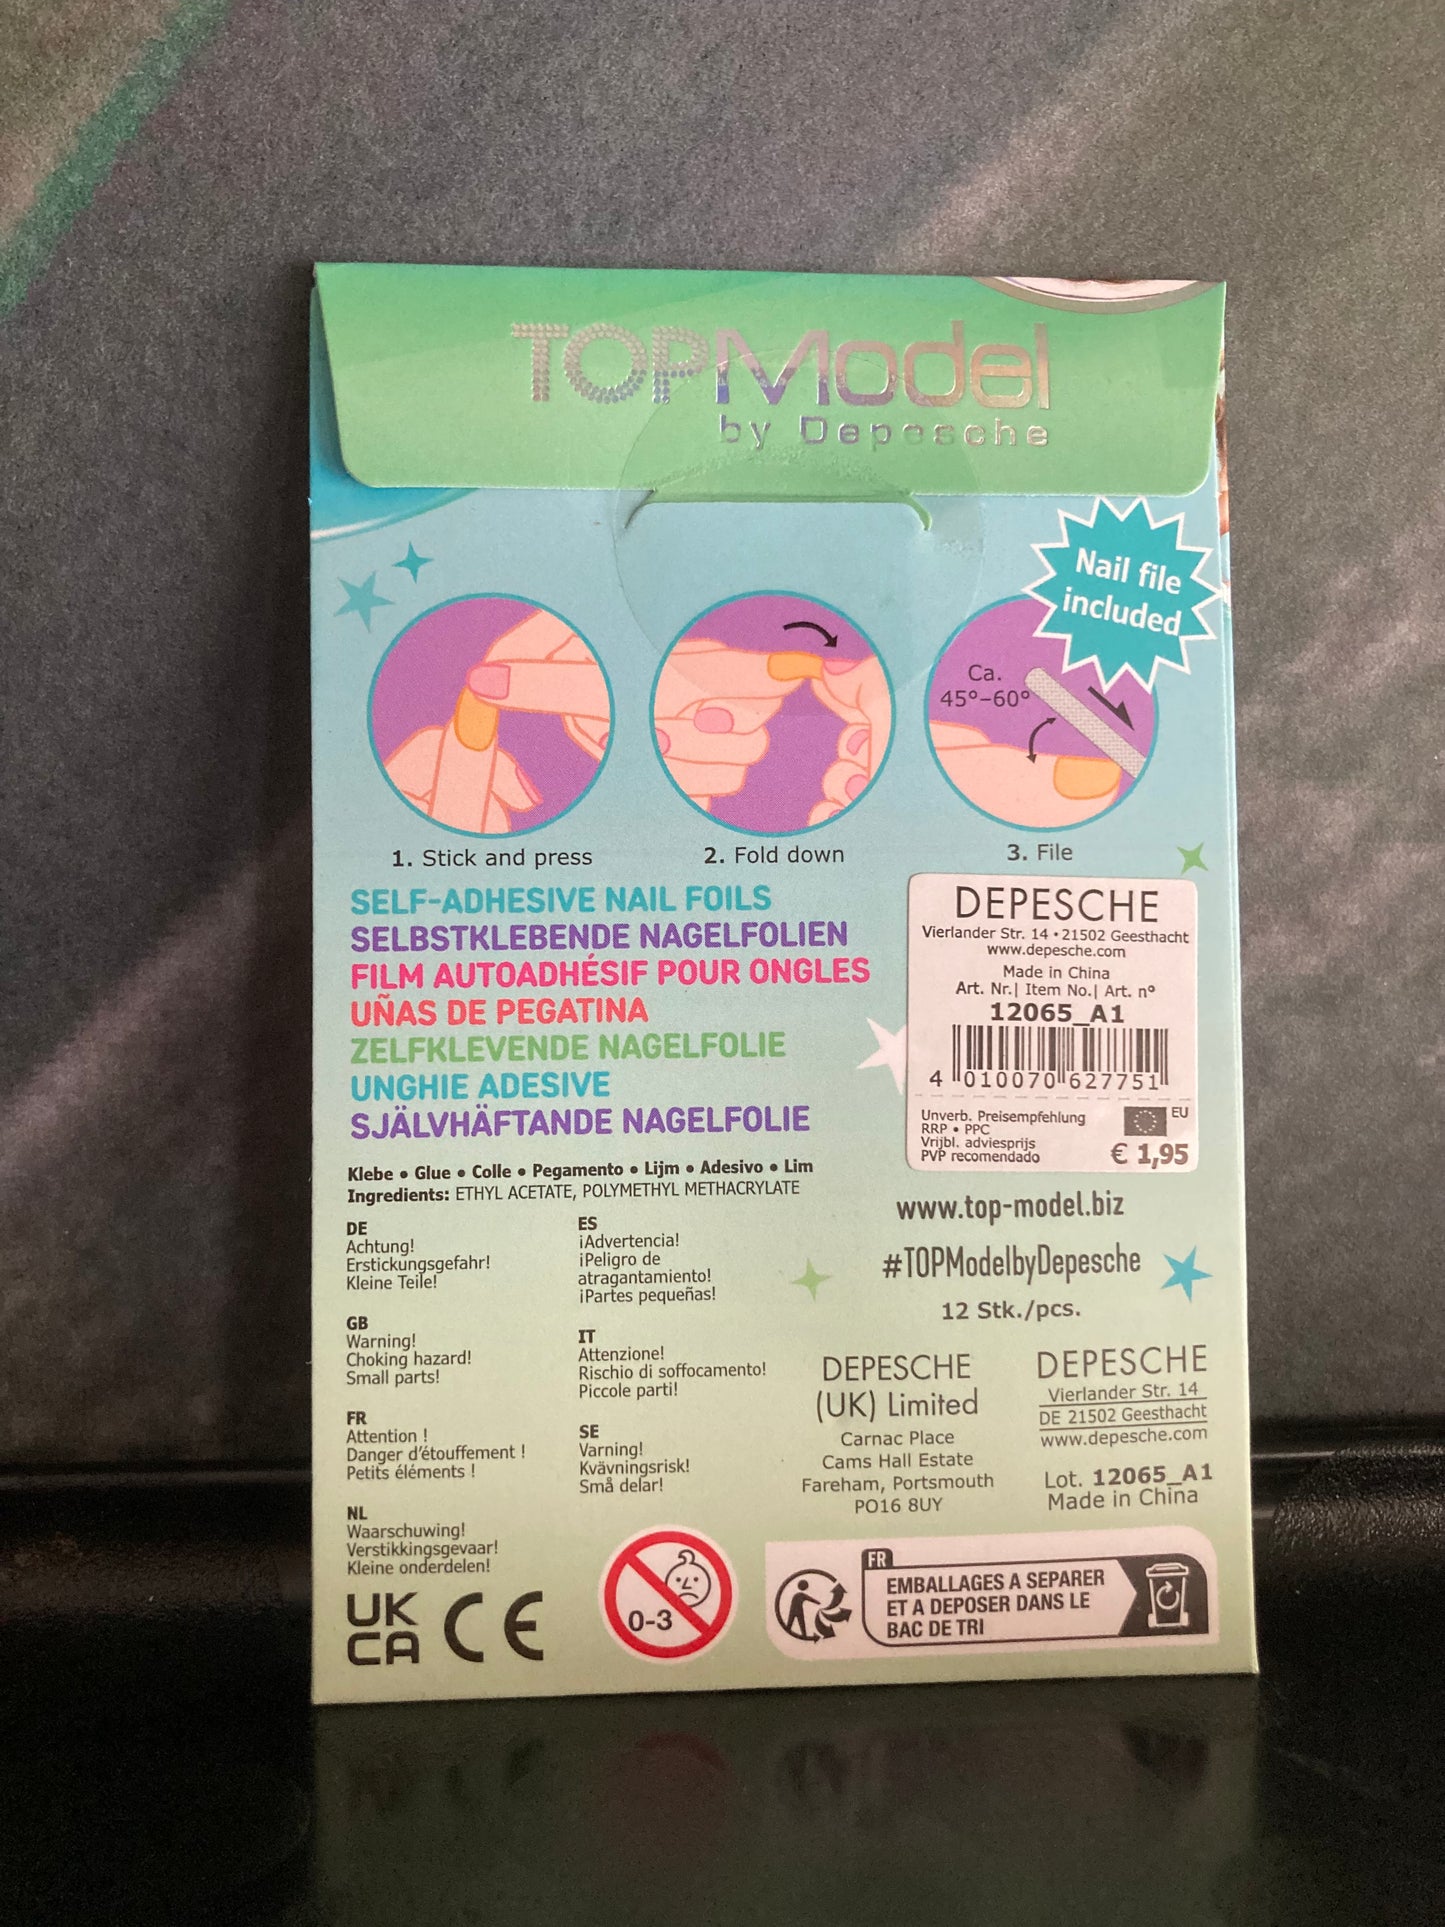 TOPModel
by Depesche
Nail file
included
Ca.
45°–60°
1. Stick and press
2. Fold down
3. File
SELF-ADHESIVE NAIL FOILS
SELBSTKLEBENDE NAGELFOLIEN
FILM AUTOADHÉSIF POUR ONGLES
UÑAS DE PEGATINA
ZELFKLEVENDE NAGELFOLIE
UNGHIE ADESIVE
SJÄLVHÄFTANDE NAGELFOLIE
Klebe • Glue • Colle • Pegamento • Lijm • Adesivo • Lim
Ingredients: ETHYL ACETATE, POLYMETHYL METHACRYLATE
DE
Achtung!
Erstickungsgefahr!
Kleine Teile!
GB
Warning!
Choking hazard!
Small parts!
FR
Attention !
Danger d'étouffement !
Petits éléments !
NL
Waarschuwing!
Verstikkingsgevaar!
Kleine onderdelen!
ES
¡Advertencia!
¡Peligro de
atragantamiento!
¡Partes pequeñas!
IT
Attenzione!
Rischio di soffocamento!
Piccole parti!
SE
Varning!
Kvävningsrisk!
Små delar!
DEPESCHE
Vierlander Str. 14 • 21502 Geesthacht
www.depesche.com
Made in China
Art. Nr.| Item No.| Art. nº
12065_A1
4 010070 627751
Unverb. Preisempfehlung
RRP • PPC
Vrijbl. adviesprijs
PVP recomendado
EU
€ 1,95
www.top-model.biz
#TOPModelbyDepesche
12 Stk./pcs.
DEPESCHE
(UK) Limited
Carnac Place
Cams Hall Estate
Fareham, Portsmouth
PO16 8UY
DEPESCHE
Vierlander Str. 14
DE 21502 Geesthacht
www.depesche.com
Lot. 12065_A1
Made in China
UK
CA
CE
0-3
FR
EMBALLAGES A SEPARER
ET A DEPOSER DANS LE
BAC DE TRI